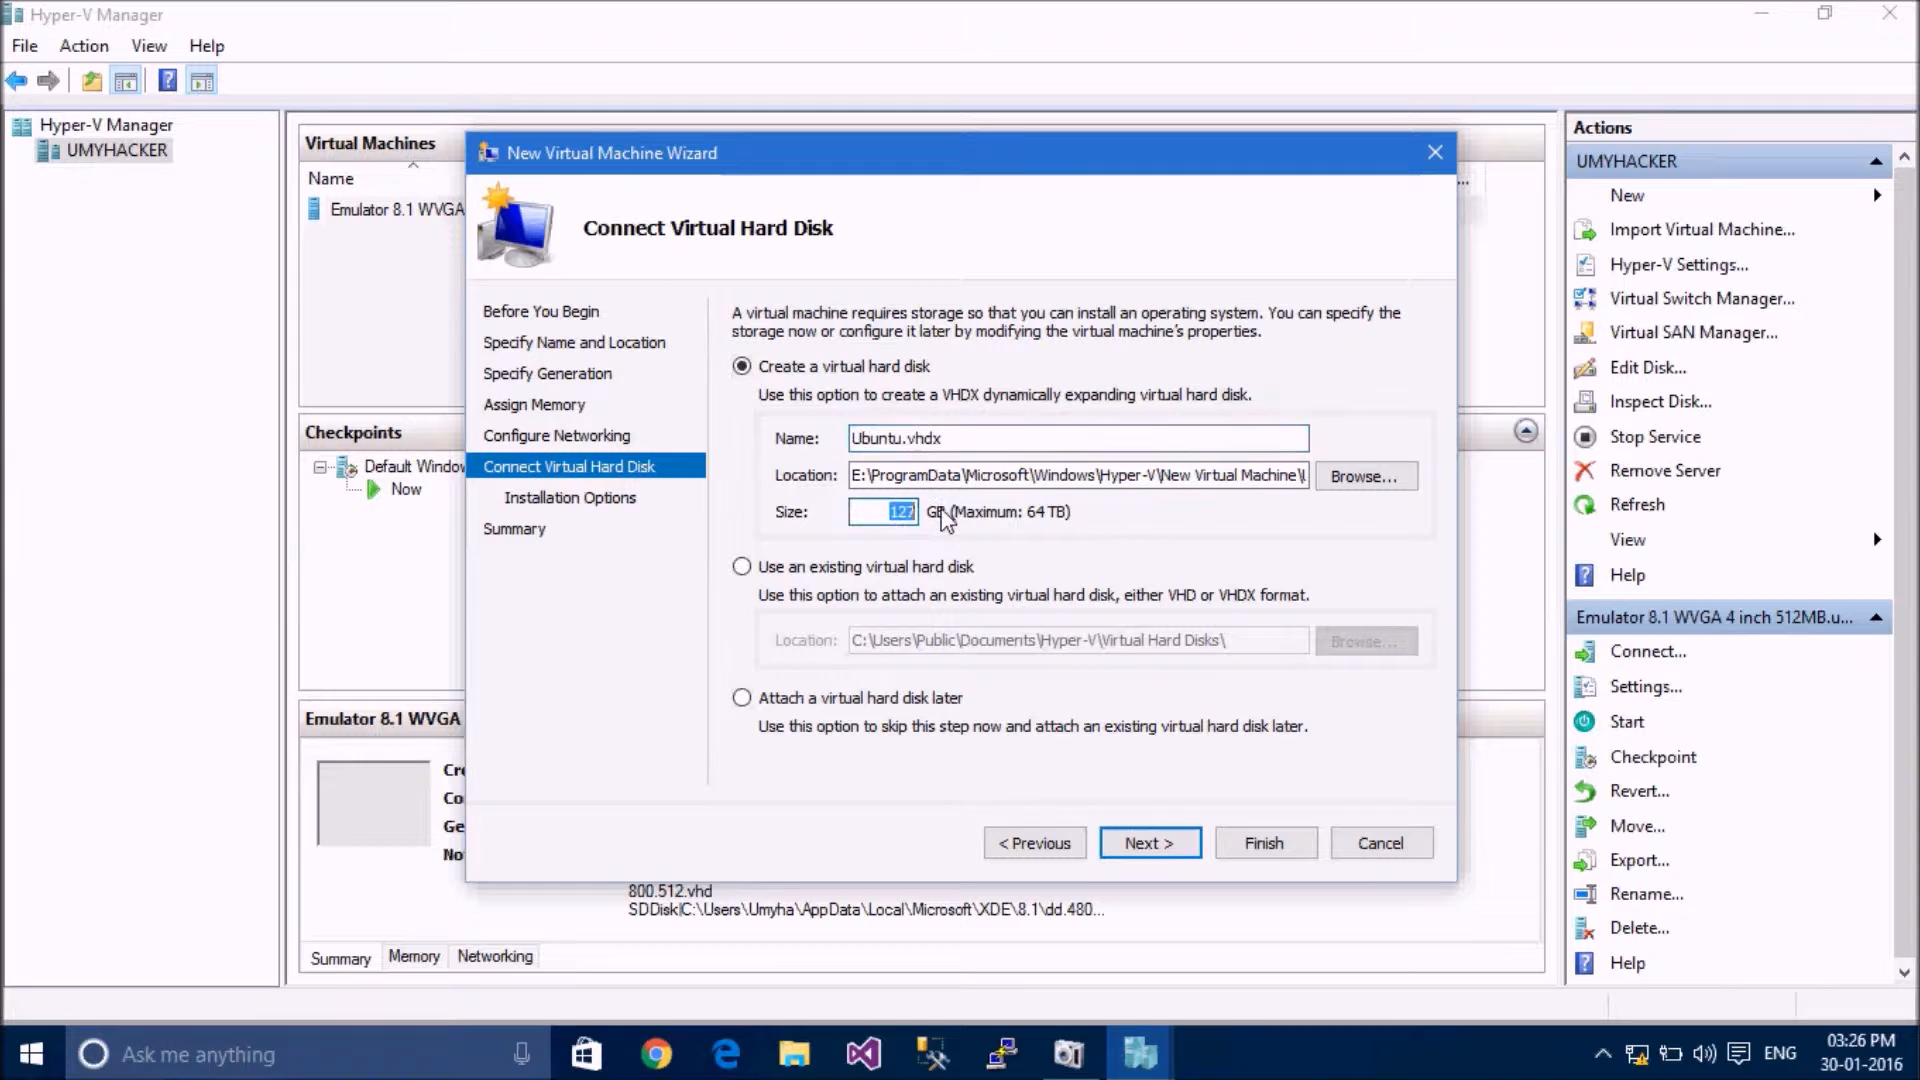 Hyper-V Manager
File Action View Help
Hyper-V Manager
UMYHACKER
Virtual Machines
Name
Emulator 8.1 WVGA
Checkpoints
Default Window
Now
Emulator 8.1 WVGA
Cre
Co
Ge
No
800.512.vhd
SDDisk|C:\Users\Umyha\AppData\Local\Microsoft\XDE\8.1\dd.480...
Summary Memory Networking
New Virtual Machine Wizard
Connect Virtual Hard Disk
Before You Begin
Specify Name and Location
Specify Generation
Assign Memory
Configure Networking
Connect Virtual Hard Disk
Installation Options
Summary
A virtual machine requires storage so that you can install an operating system. You can specify the
storage now or configure it later by modifying the virtual machine's properties.
Create a virtual hard disk
Use this option to create a VHDX dynamically expanding virtual hard disk.
Name: Ubuntu.vhdx
Location: E:\ProgramData\Microsoft\Windows\Hyper-V\New Virtual Machine\ Browse...
Size: 127 GB (Maximum: 64 TB)
Use an existing virtual hard disk
Use this option to attach an existing virtual hard disk, either VHD or VHDX format.
Location: C:\Users\Public\Documents\Hyper-V\Virtual Hard Disks\ Browse...
Attach a virtual hard disk later
Use this option to skip this step now and attach an existing virtual hard disk later.
< Previous Next > Finish Cancel
...
Actions
UMYHACKER
New
Import Virtual Machine...
Hyper-V Settings...
Virtual Switch Manager...
Virtual SAN Manager...
Edit Disk...
Inspect Disk...
Stop Service
Remove Server
Refresh
View
Help
Emulator 8.1 WVGA 4 inch 512MB.u...
Connect...
Settings...
Start
Checkpoint
Revert...
Move...
Export...
Rename...
Delete...
Help
Ask me anything
ENG
03:26 PM
30-01-2016